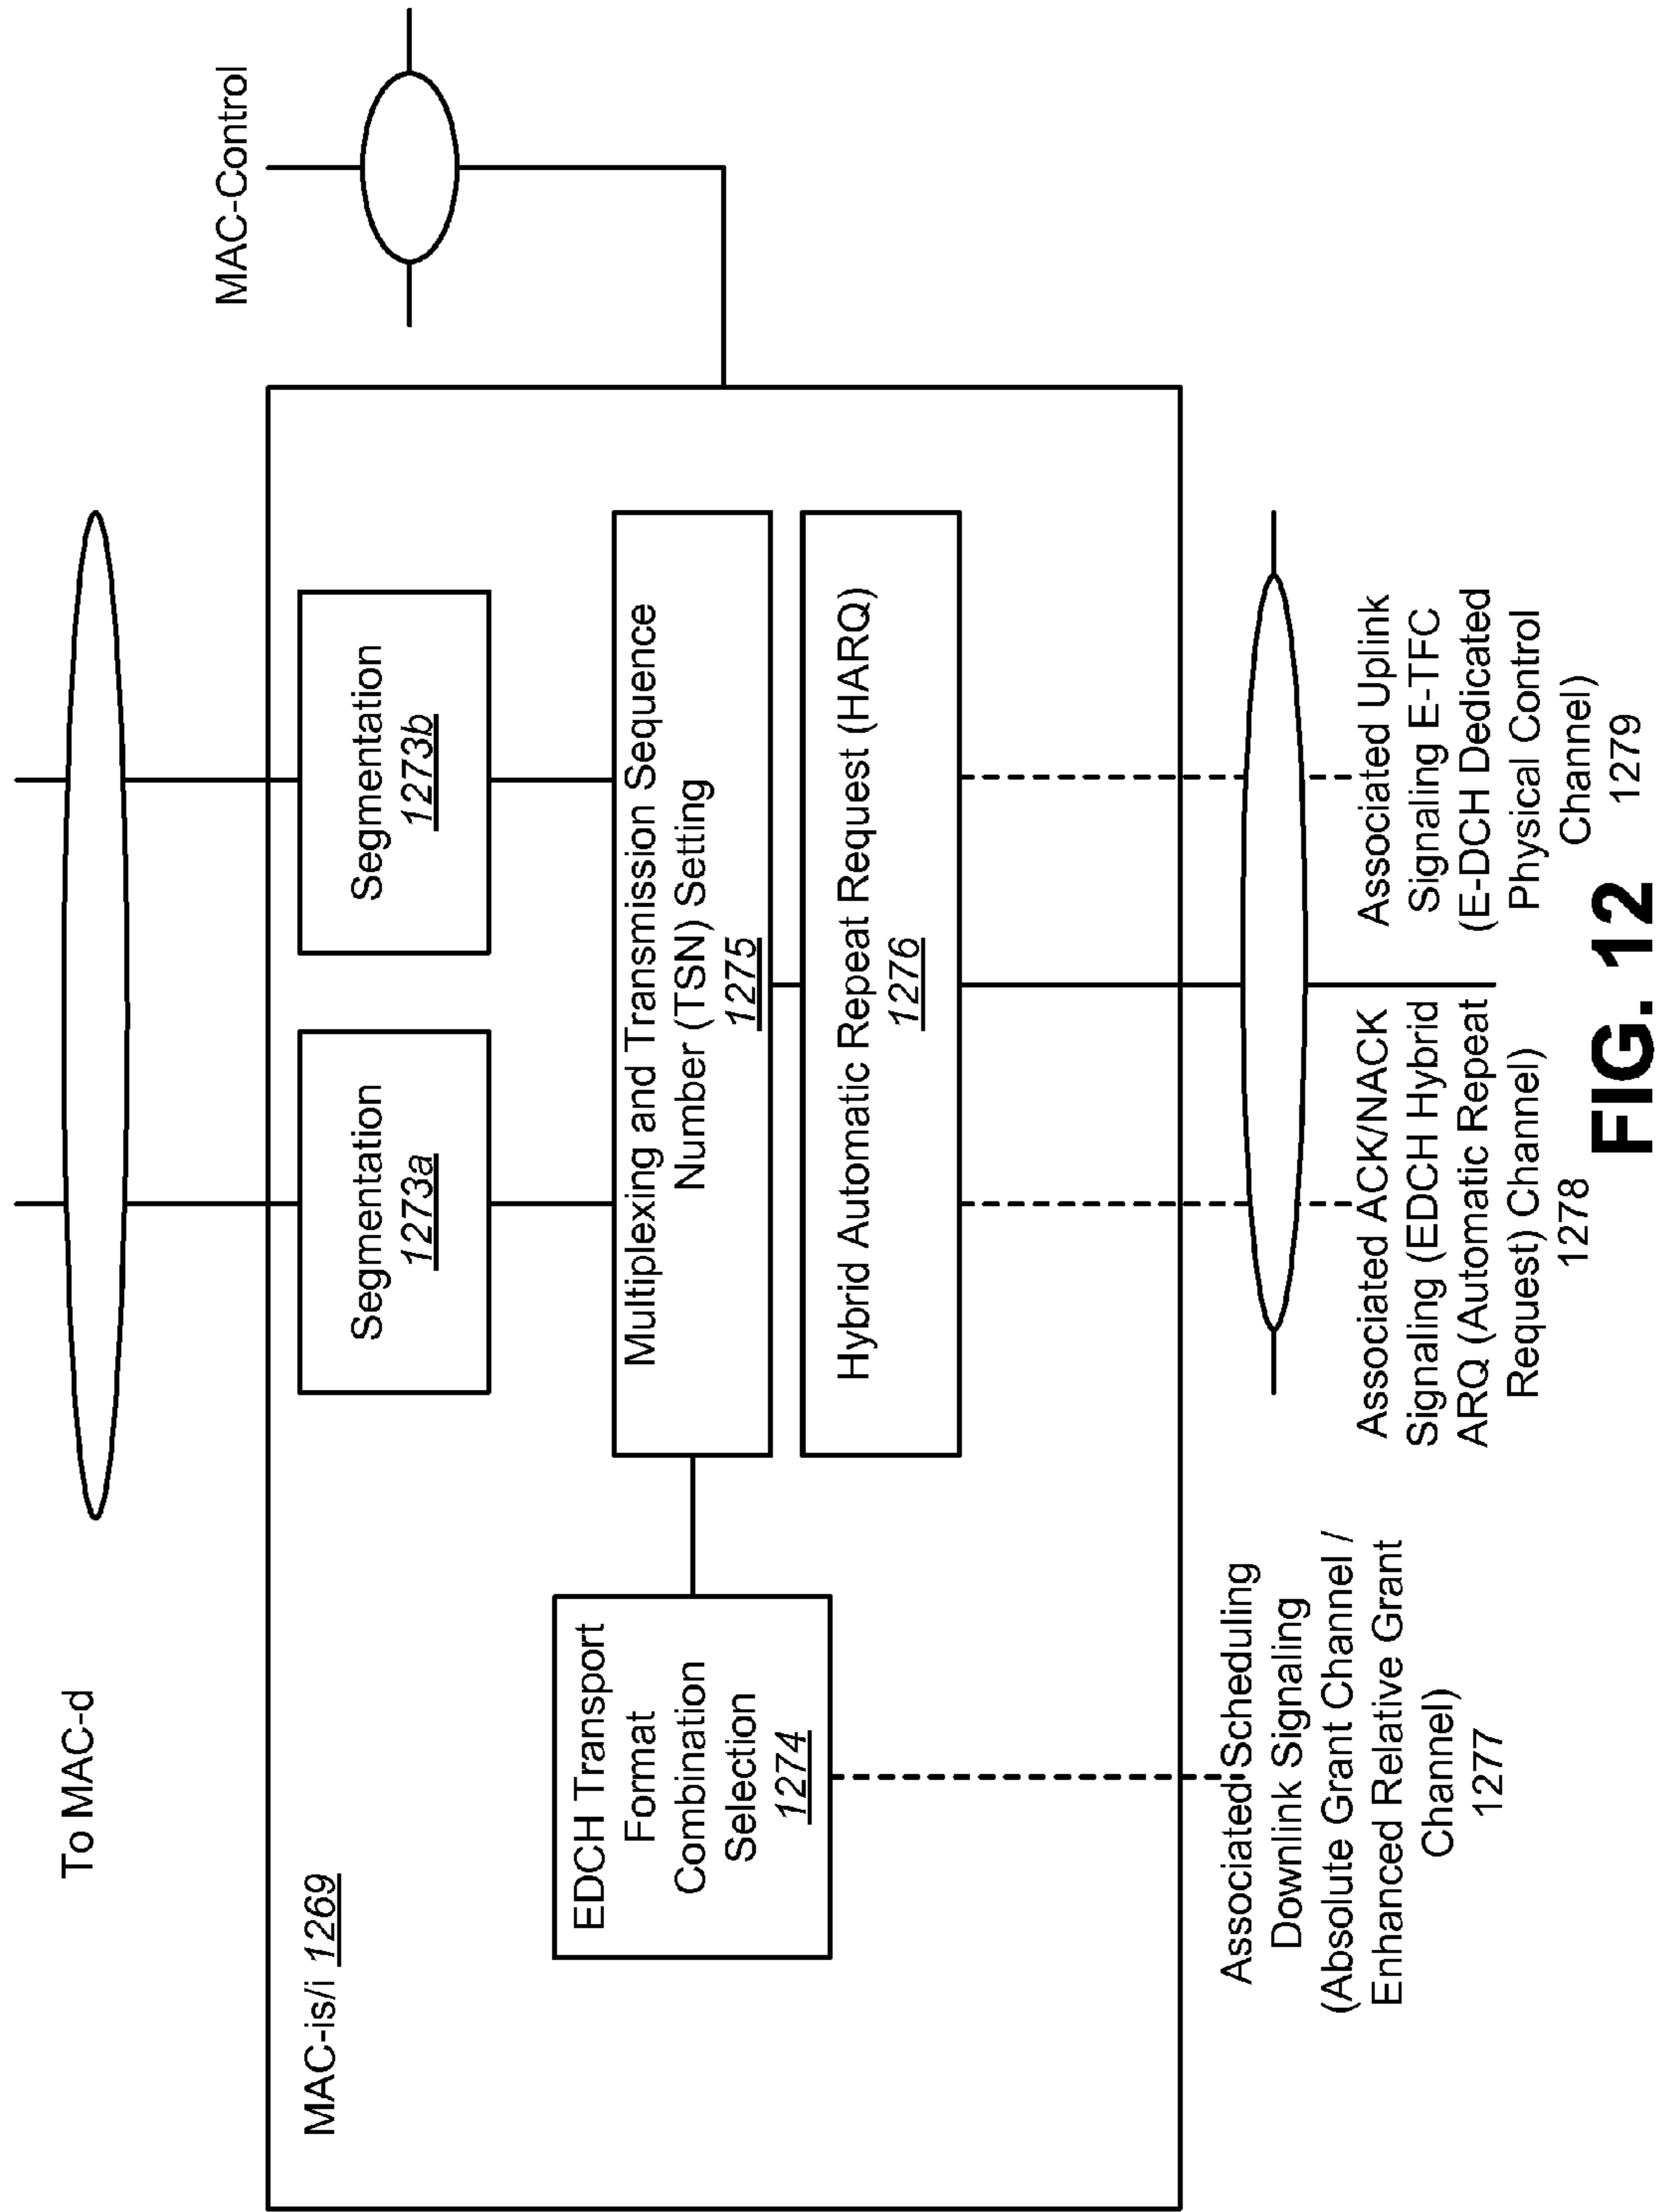 To MAC-d
MAC-Control
MAC-is/i 1269
Segmentation
1273a
Segmentation
1273b
EDCH Transport
Format
Combination
Selection
1274
Multiplexing and Transmission Sequence
Number (TSN) Setting
1275
Hybrid Automatic Repeat Request (HARQ)
1276
Associated Scheduling
Downlink Signaling
(Absolute Grant Channel /
Enhanced Relative Grant
Channel)
1277
Associated ACK/NACK
Signaling (EDCH Hybrid
ARQ (Automatic Repeat
Request) Channel)
1278
Associated Uplink
Signaling E-TFC
(E-DCH Dedicated
Physical Control
Channel)
1279
FIG. 12